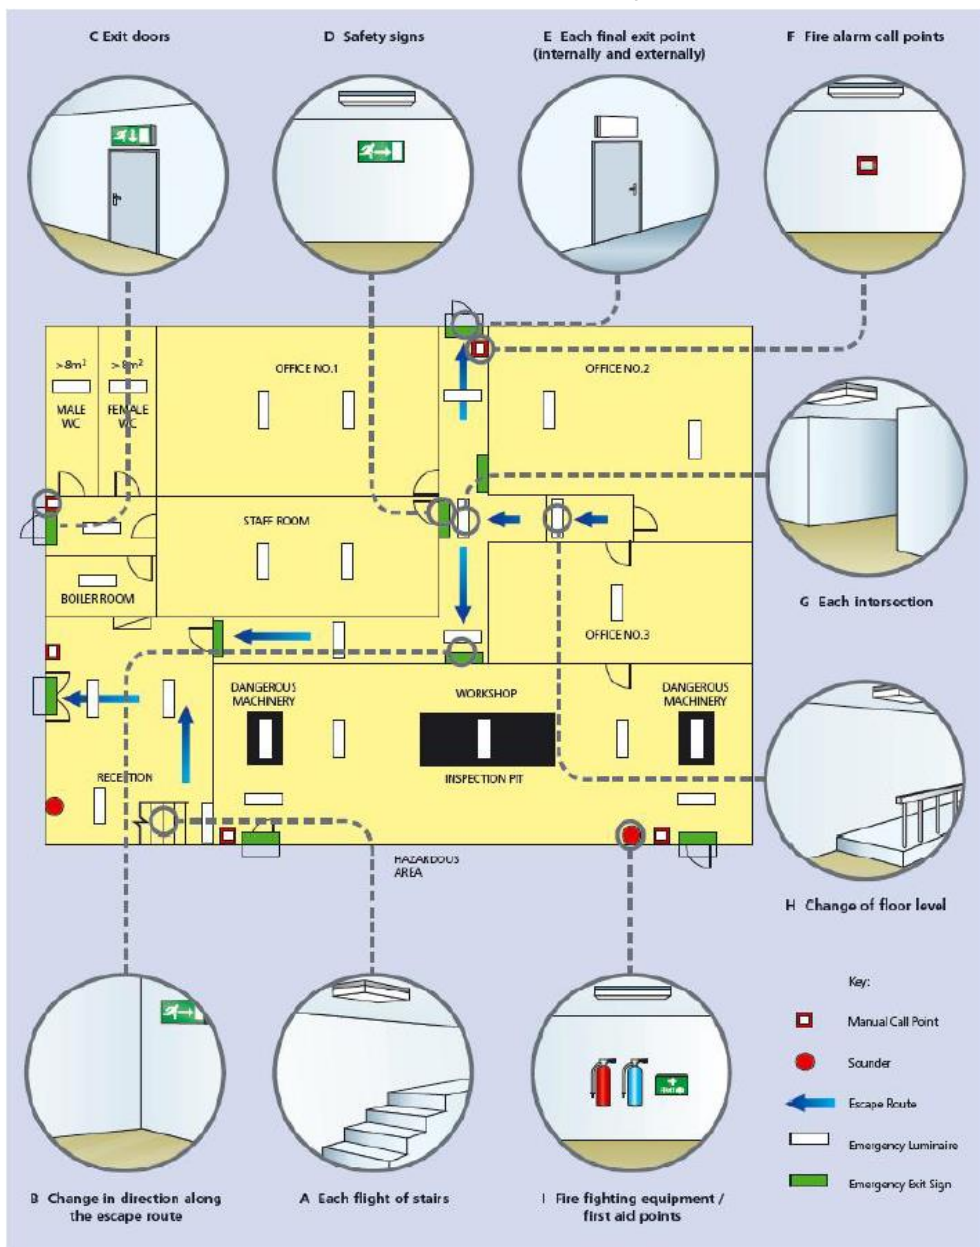 C Exit doors
D Safety signs
E Each final exit point
(internally and externally)
F Fire alarm call points
>8m²
>8m²
OFFICE NO.1
OFFICE NO.2
MALE
WC
FEMALE
WC
STAFF ROOM
G Each intersection
BOILER ROOM
OFFICE NO.3
DANGEROUS
MACHINERY
WORKSHOP
DANGEROUS
MACHINERY
RECEPTION
INSPECTION PIT
HAZARDOUS
AREA
H Change of floor level
Key:
Manual Call Point
Sounder
Escape Route
Emergency Luminaire
Emergency Exit Sign
B Change in direction along
the escape route
A Each flight of stairs
I Fire fighting equipment /
first aid points